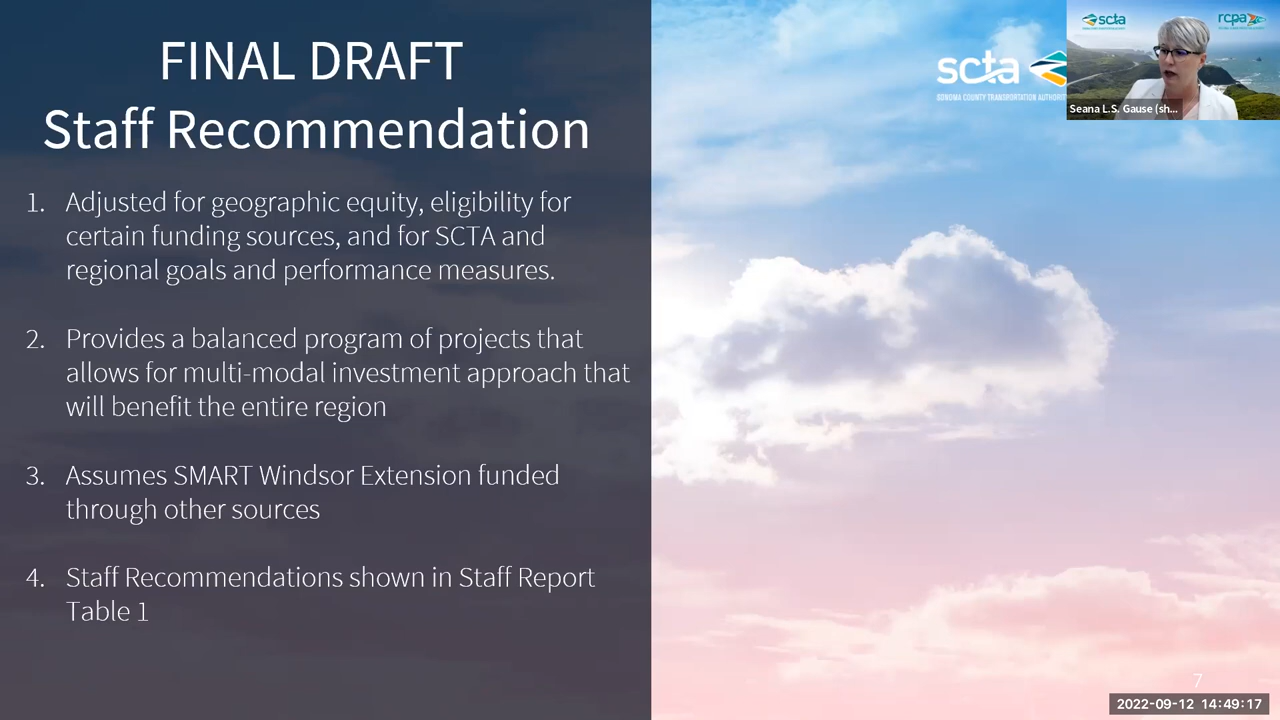 FINAL DRAFT
Staff Recommendation
1. Adjusted for geographic equity, eligibility for
certain funding sources, and for SCTA and
regional goals and performance measures.
2. Provides a balanced program of projects that
allows for multi-modal investment approach that
will benefit the entire region
3. Assumes SMART Windsor Extension funded
through other sources
4. Staff Recommendations shown in Staff Report
Table 1
scta
SONOMA COUNTY TRANSPORTATION AUTHORITY
scta
rcpa
Seana L.S. Gause (sh...
7
2022-09-12 14:49:17